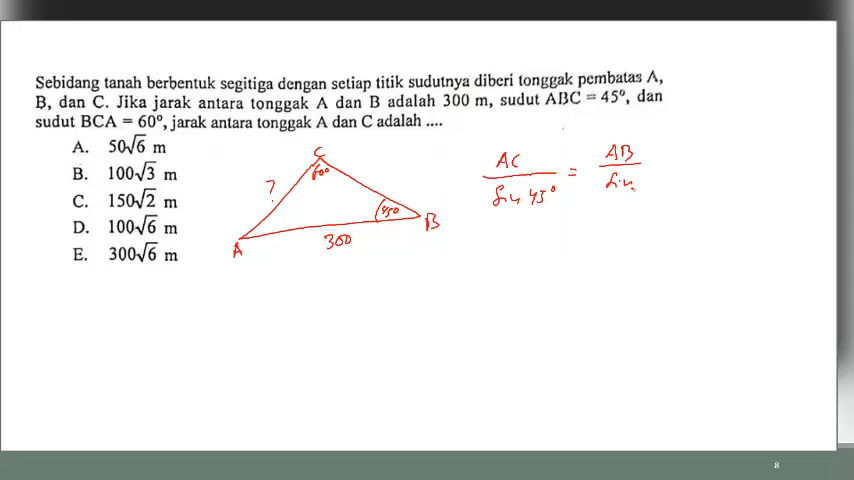 Sebidang tanah berbentuk segitiga dengan setiap titik sudutnya diberi tonggak pembatas A,
B, dan C. Jika jarak antara tonggak A dan B adalah 300 m, sudut ABC = 45°, dan
sudut BCA = 60°, jarak antara tonggak A dan C adalah ....
A. 50√6 m
B. 100√3 m
C. 150√2 m
D. 100√6 m
E. 300√6 m
C
60°
?
45°
B
A
300
AC / sin 45° = AB / sin
8